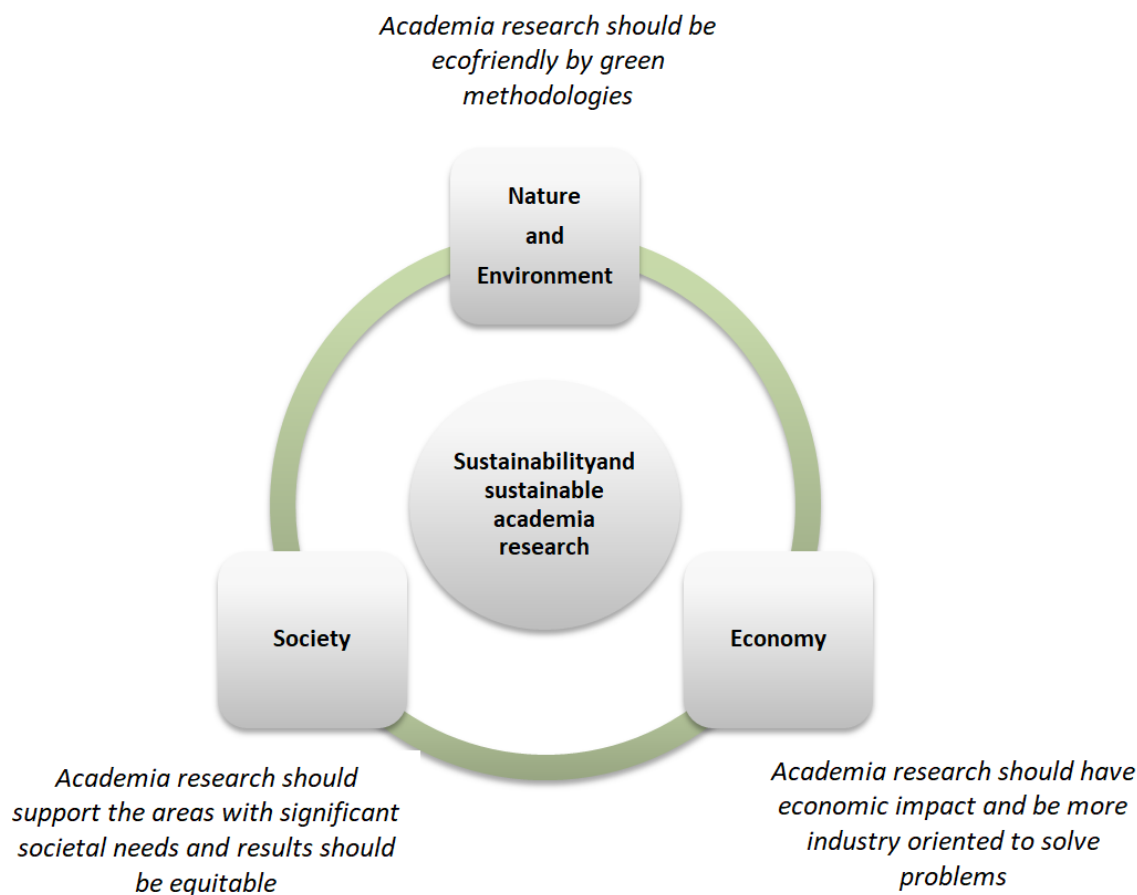 Academia research should be
ecofriendly by green
methodologies
Nature
and
Environment
Sustainabilityand
sustainable
academia
research
Society
Economy
Academia research should
support the areas with significant
societal needs and results should
be equitable
Academia research should have
economic impact and be more
industry oriented to solve
problems